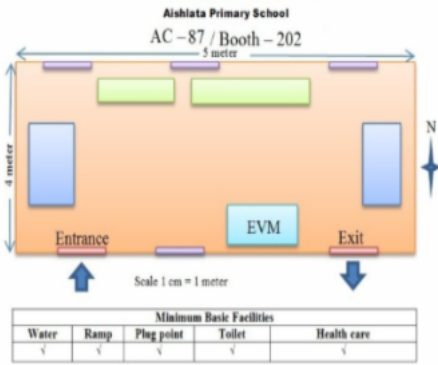 Aishlata Primary School
AC – 87 / Booth – 202
5 meter
4 meter
N
EVM
Entrance
Exit
Scale 1 cm = 1 meter
Minimum Basic Facilities
Water Ramp Plug point Toilet Health care
√ √ √ √ √